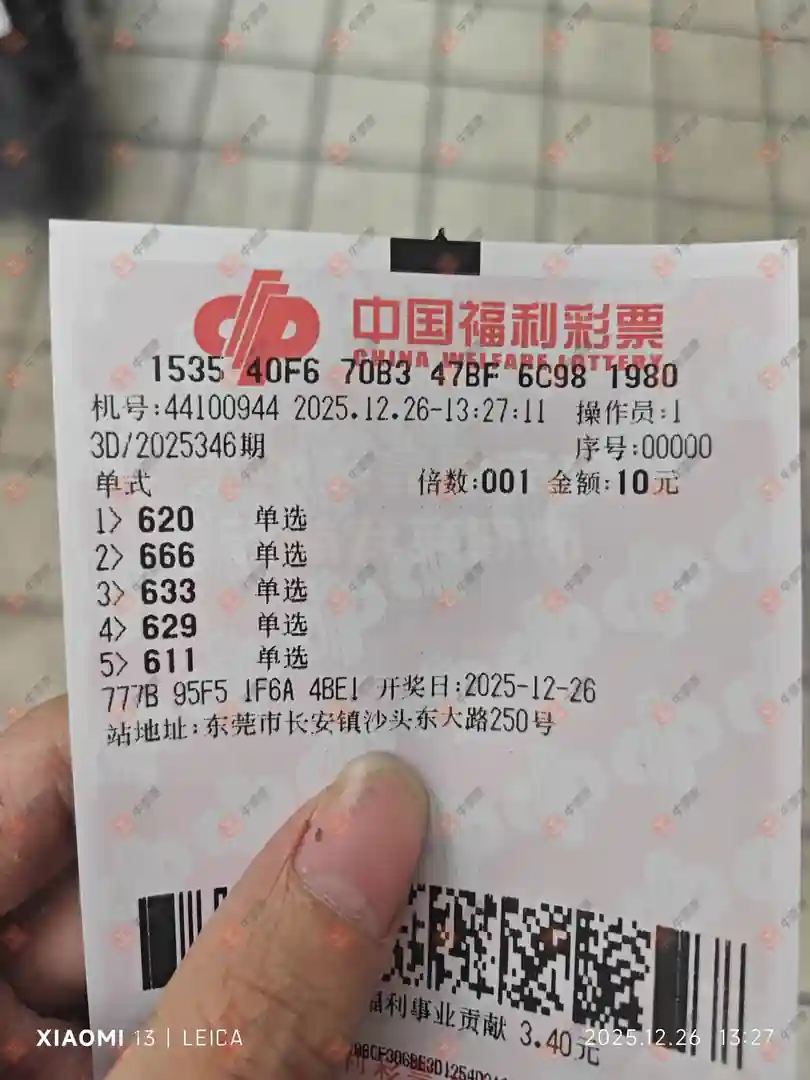 中国福利彩票
CHINA WELFARE LOTTERY
1535 40F6 70B3 47BF 6C98 1980
机号:44100944 2025.12.26-13:27:11 操作员:1
3D/2025346期 序号:00000
单式 倍数:001 金额:10元
1> 620 单选
2> 666 单选
3> 633 单选
4> 629 单选
5> 611 单选
777B 95F5 1F6A 4BE1 开奖日:2025-12-26
站地址:东莞市长安镇沙头东大路250号
福利事业贡献 3.40元
XIAOMI 13 | LEICA
2025.12.26 13:27